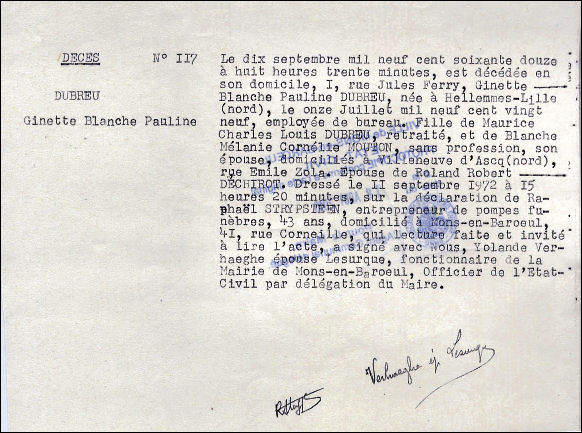 DECES N° II7
DUBREU
Ginette Blanche Pauline
Le dix septembre mil neuf cent soixante douze
à huit heures trente minutes, est décédée en
son domicile, I, rue Jules Ferry, Ginette ——
Blanche Pauline DUBREU, née à Hellemmes-Lille
(nord), le onze Juillet mil neuf cent vingt
neuf, employée de bureau. Fille de Maurice
Charles Louis DUBREU, retraité, et de Blanche
Mélanie Cornélie MOUTON, sans profession, son
épouse, domiciliés à Villeneuve d'Ascq(nord),
rue Emile Zola. Epouse de Roland Robert ——
DÉCHIROT. Dressé le II septembre I972 à I5
heures 20 minutes, sur la déclaration de Ra-
phaël STRYPSTEEN, entrepreneur de pompes fu-
nèbres, 43 ans, domicilié à Mons-en-Baroeul,
4I, rue Corneille, qui lecture faite et invité
à lire l'acte, a signé avec Nous, Yolande Ver-
haeghe épouse Lesurque, fonctionnaire de la
Mairie de Mons-en-Baroeul, Officier de l'Etat-
Civil par délégation du Maire.
Verhaeghe ép. Lesurque